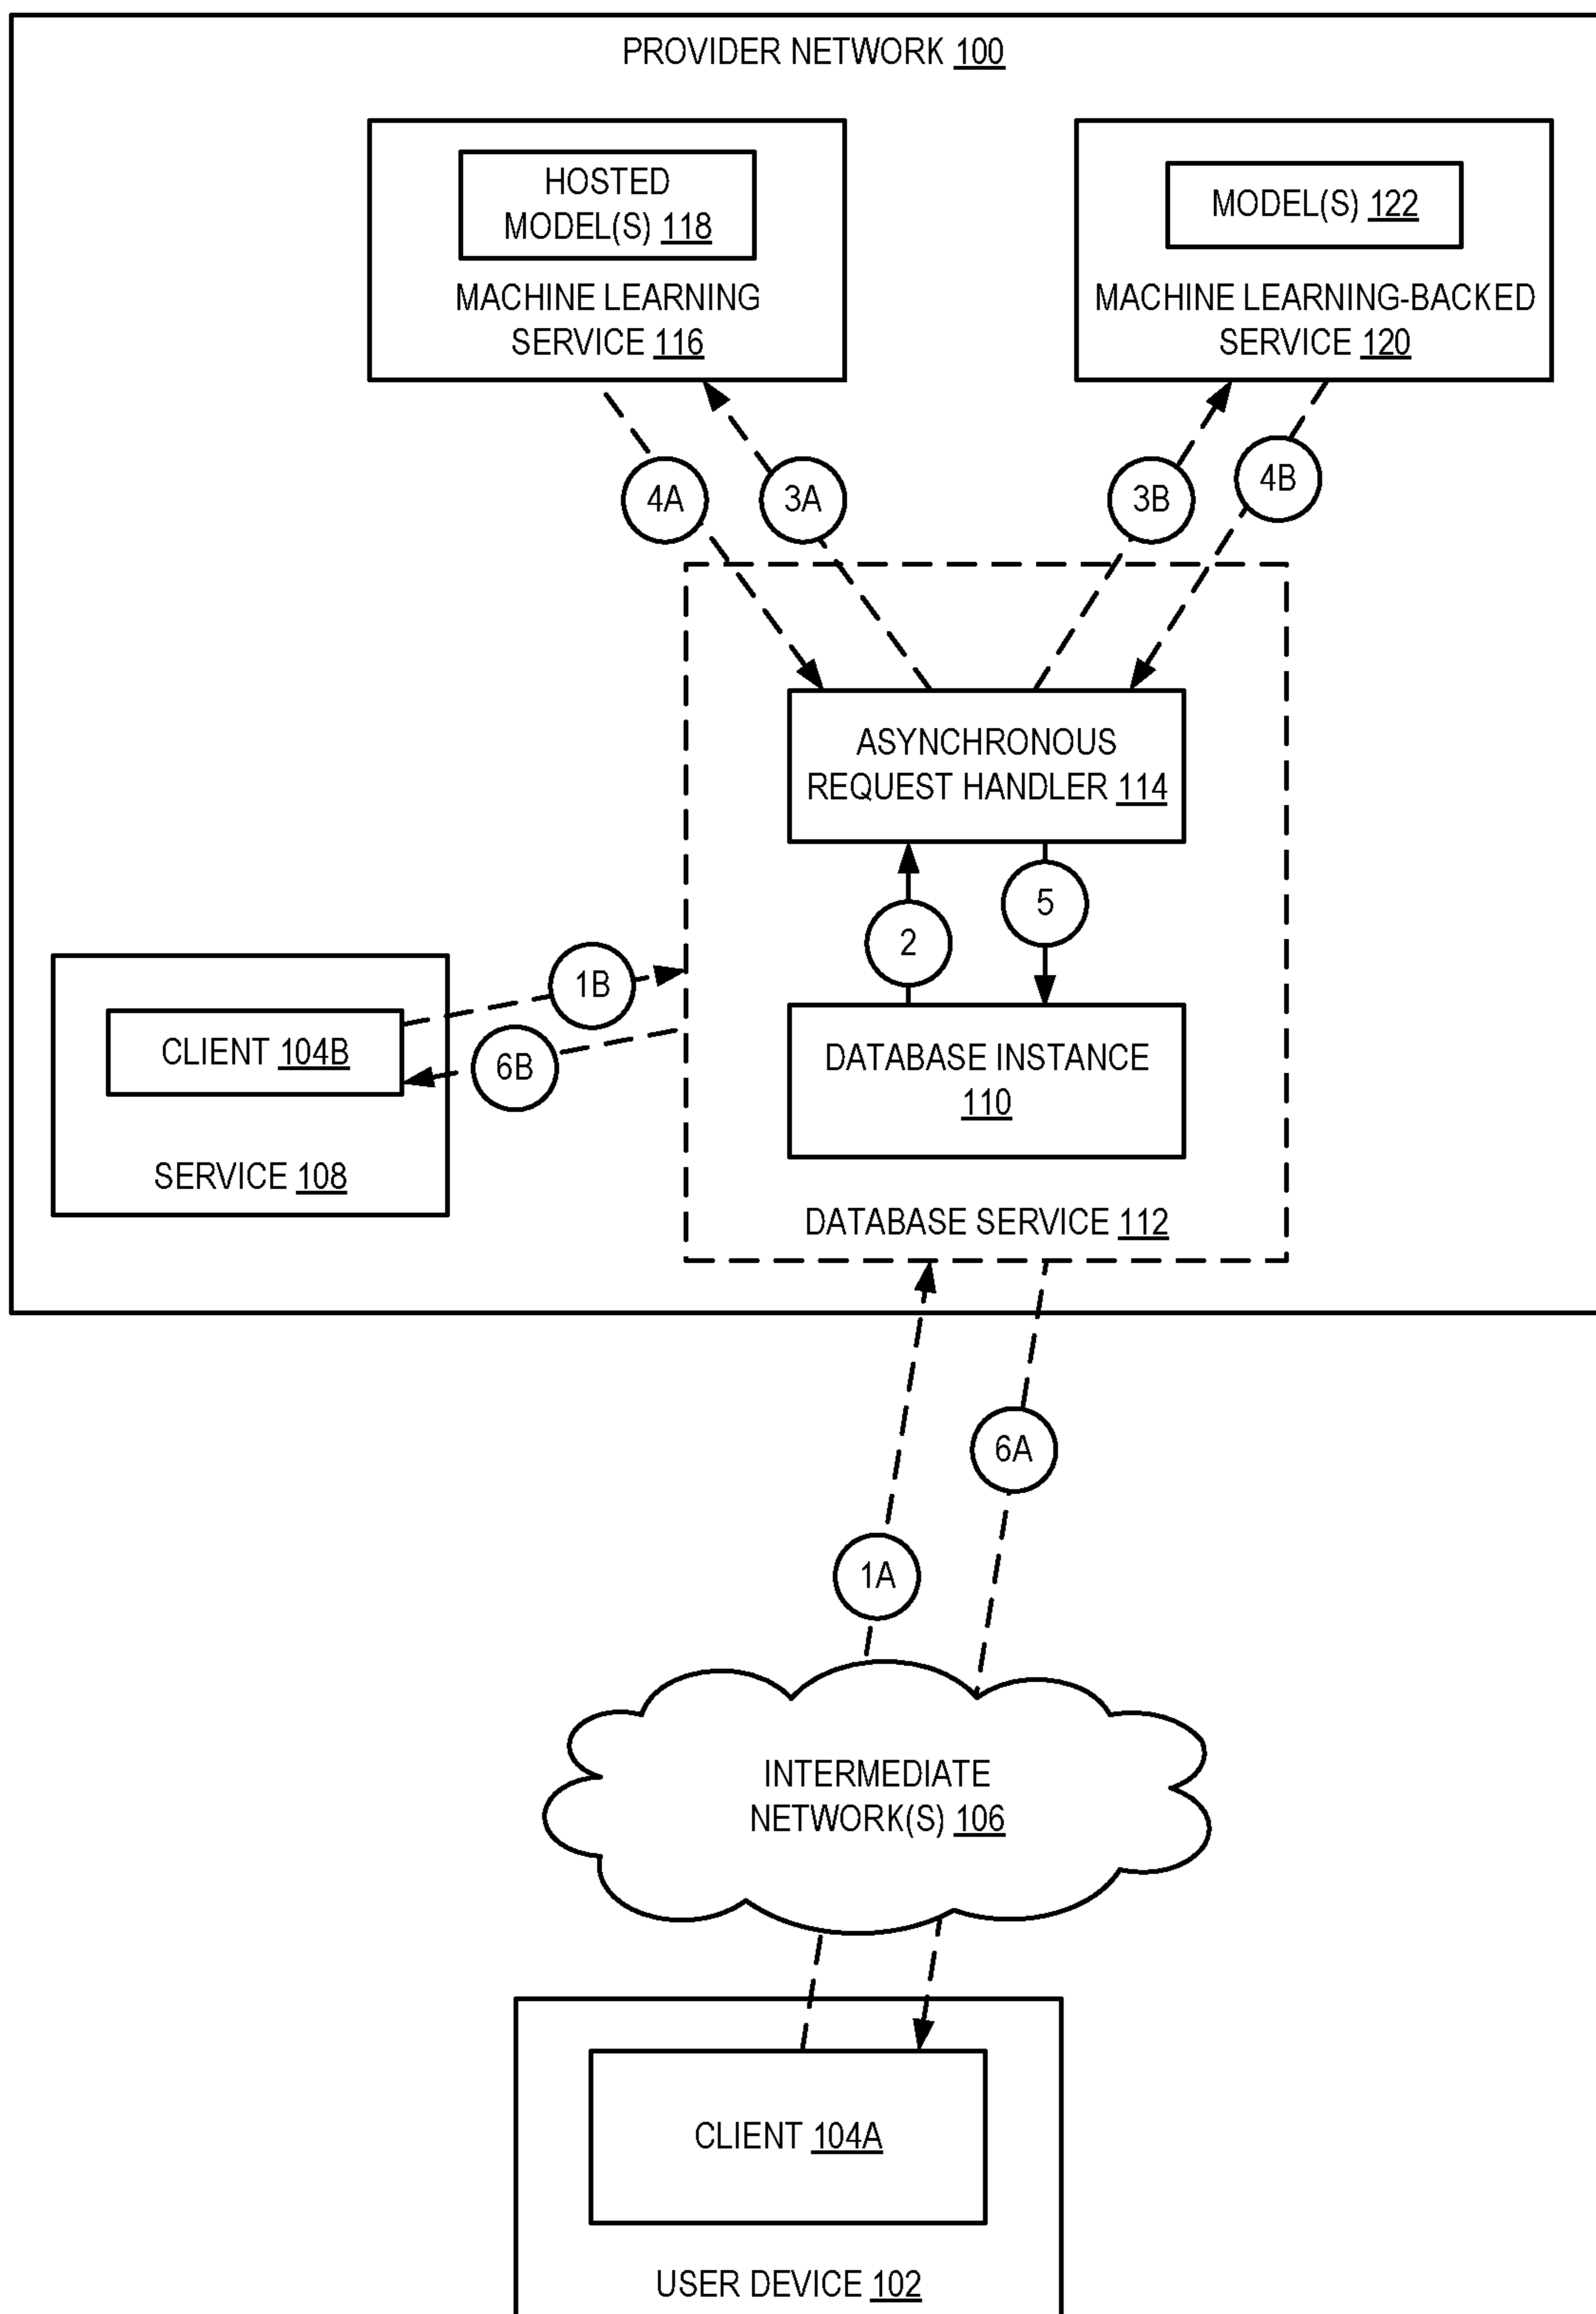 PROVIDER NETWORK 100
HOSTED
MODEL(S) 118
MACHINE LEARNING
SERVICE 116
MODEL(S) 122
MACHINE LEARNING-BACKED
SERVICE 120
4A
3A
3B
4B
ASYNCHRONOUS
REQUEST HANDLER 114
2
5
1B
6B
CLIENT 104B
SERVICE 108
DATABASE INSTANCE
110
DATABASE SERVICE 112
6A
1A
INTERMEDIATE
NETWORK(S) 106
CLIENT 104A
USER DEVICE 102